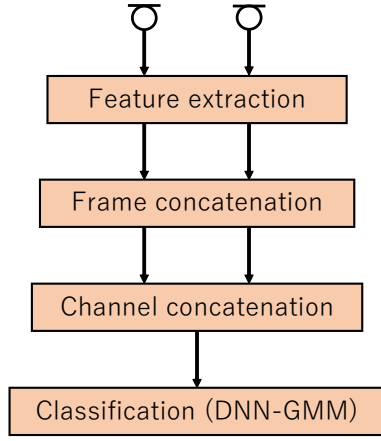 Feature extraction
Frame concatenation
Channel concatenation
Classification (DNN-GMM)